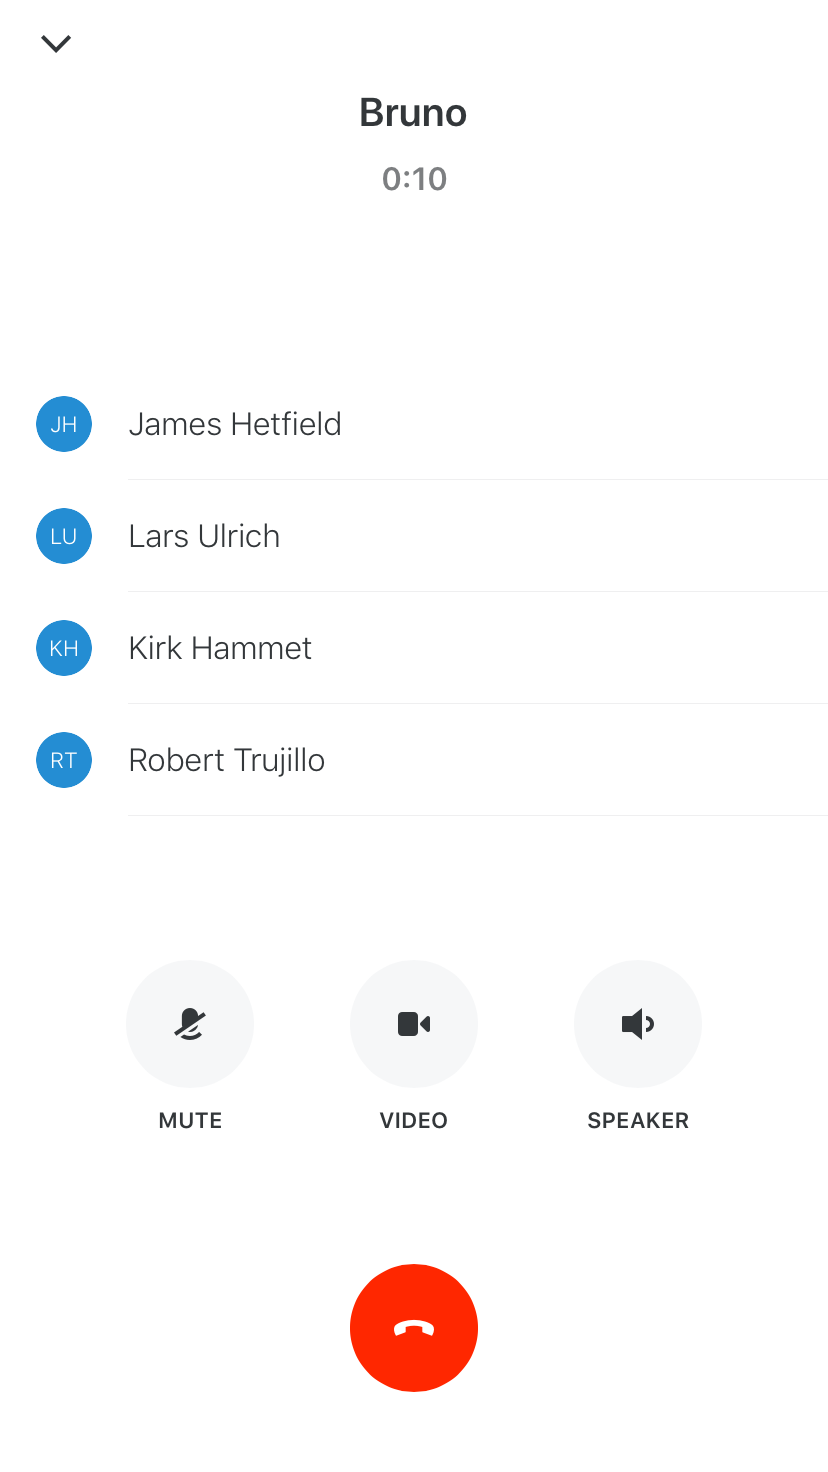 Bruno
0:10
JH
James Hetfield
LU
Lars Ulrich
KH
Kirk Hammet
RT
Robert Trujillo
MUTE
VIDEO
SPEAKER